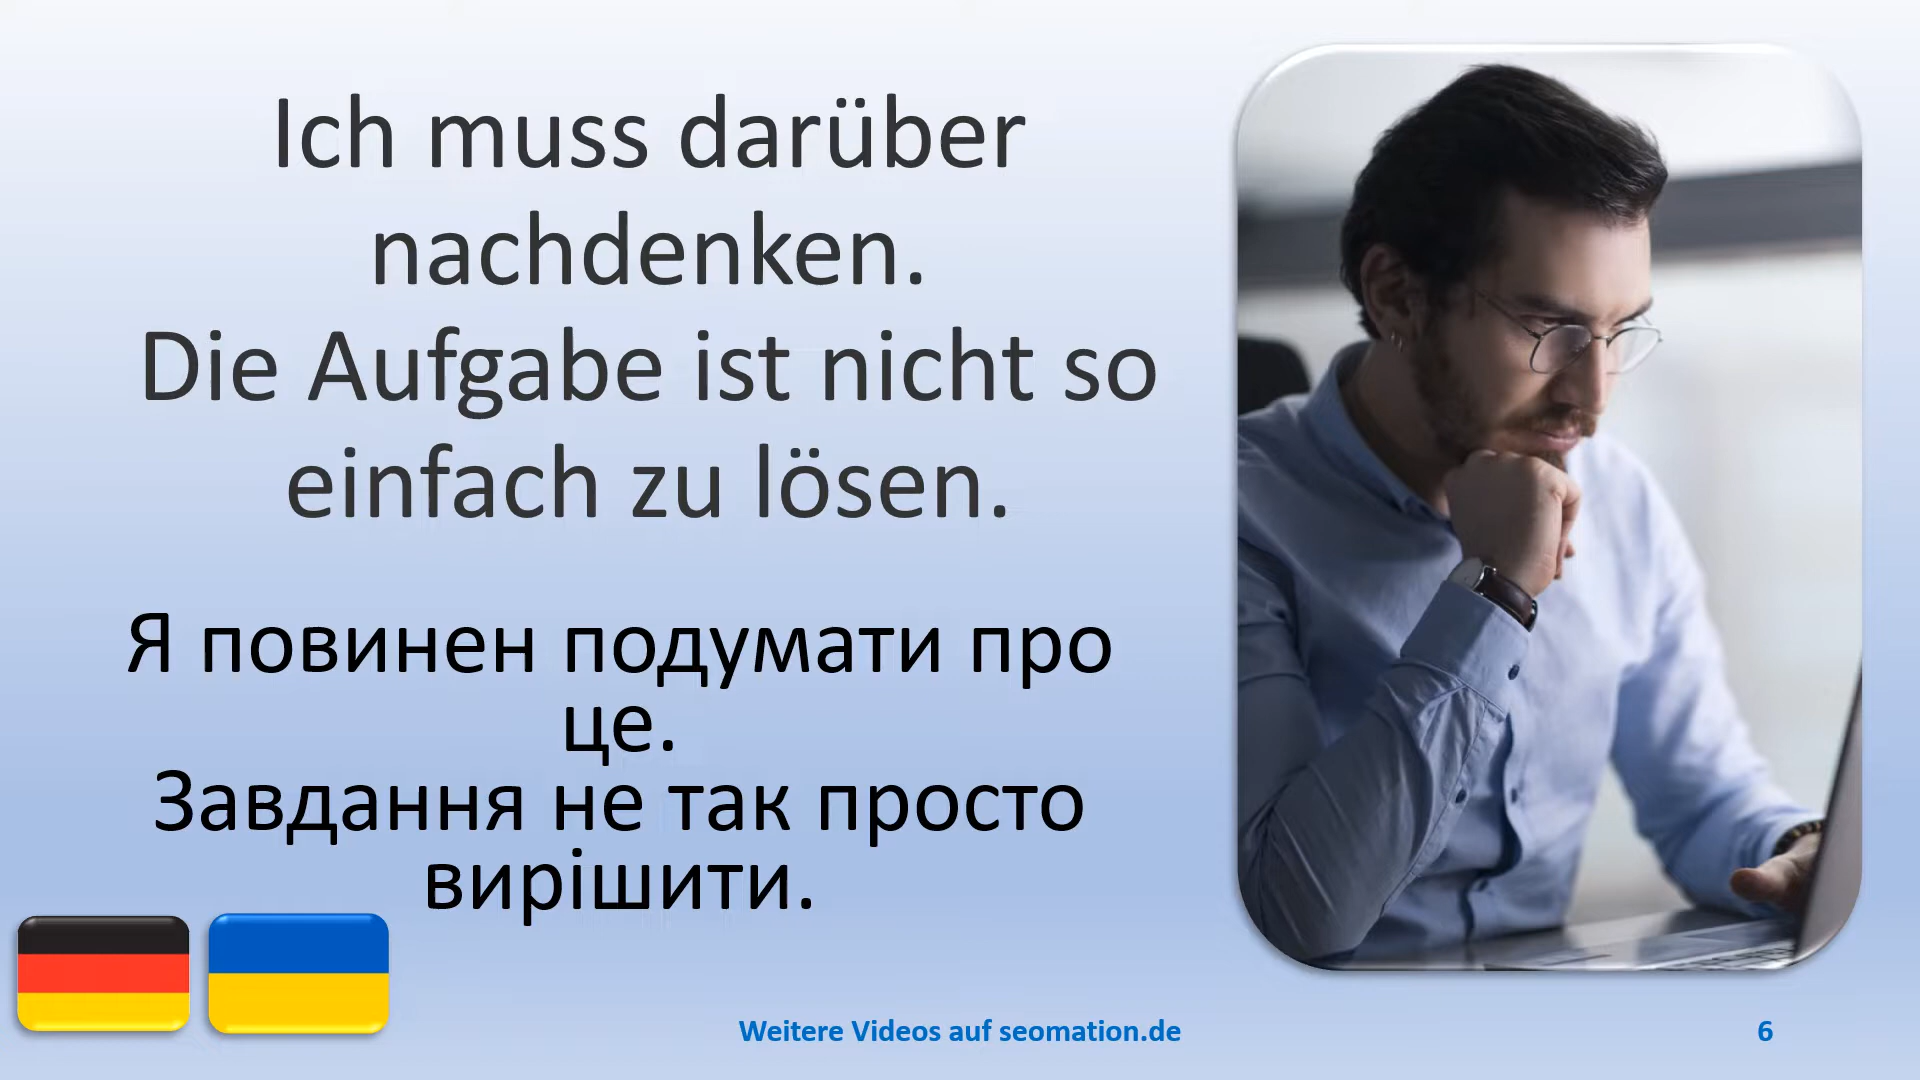 Ich muss darüber
nachdenken.
Die Aufgabe ist nicht so
einfach zu lösen.
Я повинен подумати про
це.
Завдання не так просто
вирішити.
Weitere Videos auf seomation.de
6